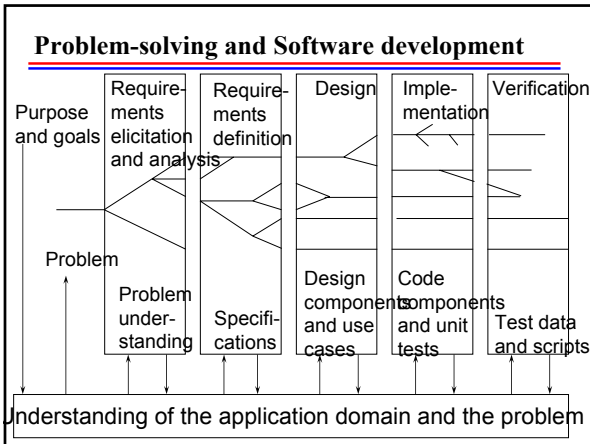 Problem-solving and Software development
Purpose
and goals
Require-
ments
elicitation
and analysis
Require-
ments
definition
Design
Imple-
mentation
Verification
Problem
Problem
under-
standing
Specifi-
cations
Design
components
and use
cases
Code
components
and unit
tests
Test data
and scripts
Understanding of the application domain and the problem